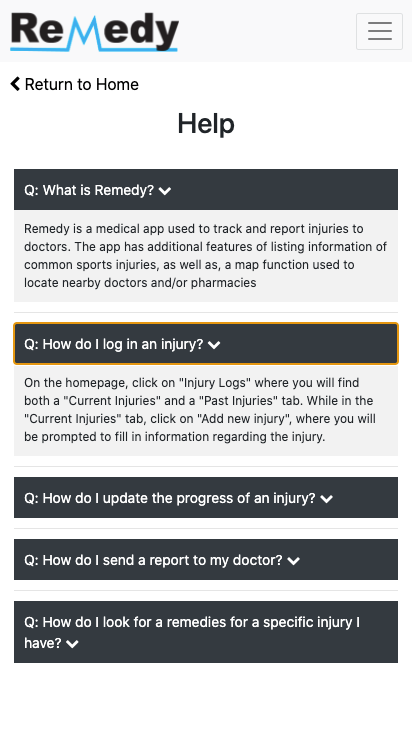 ReMedy
Return to Home
Help
Q: What is Remedy?
Remedy is a medical app used to track and report injuries to
doctors. The app has additional features of listing information of
common sports injuries, as well as, a map function used to
locate nearby doctors and/or pharmacies
Q: How do I log in an injury?
On the homepage, click on "Injury Logs" where you will find
both a "Current Injuries" and a "Past Injuries" tab. While in the
"Current Injuries" tab, click on "Add new injury", where you will
be prompted to fill in information regarding the injury.
Q: How do I update the progress of an injury?
Q: How do I send a report to my doctor?
Q: How do I look for a remedies for a specific injury I
have?